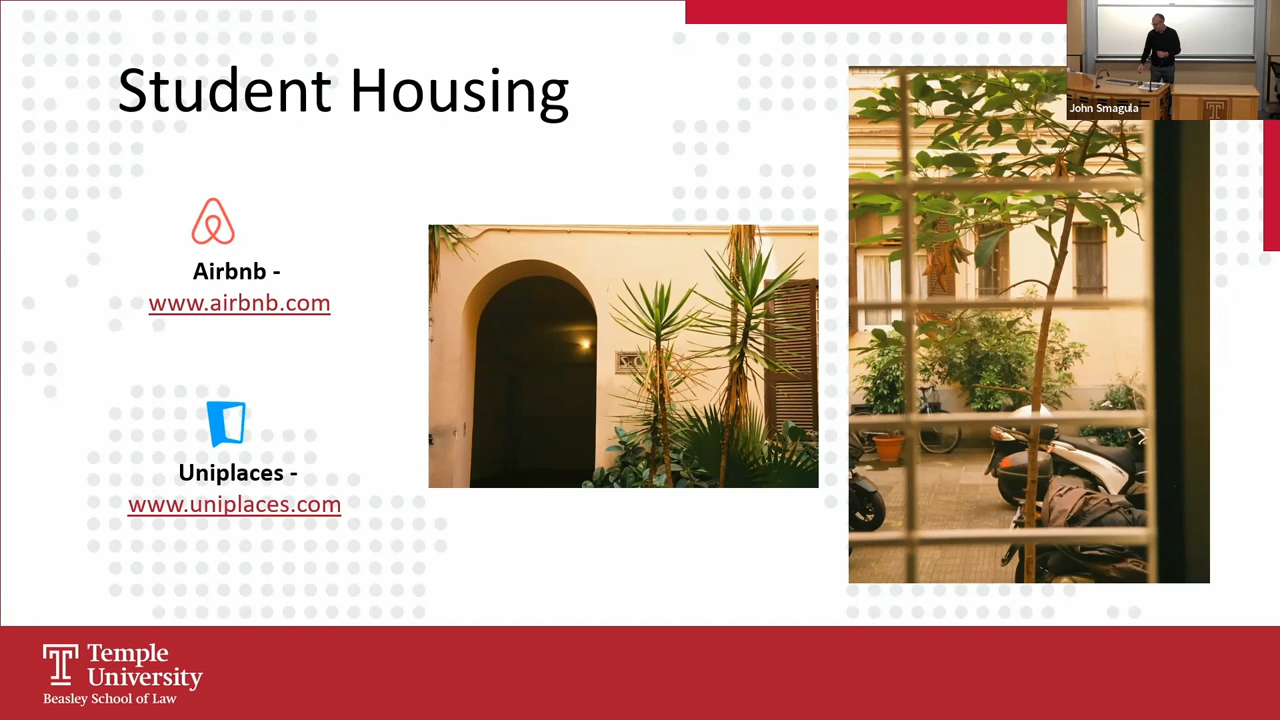 Student Housing
John Smagula
Airbnb -
www.airbnb.com
Uniplaces -
www.uniplaces.com
Temple
University
Beasley School of Law